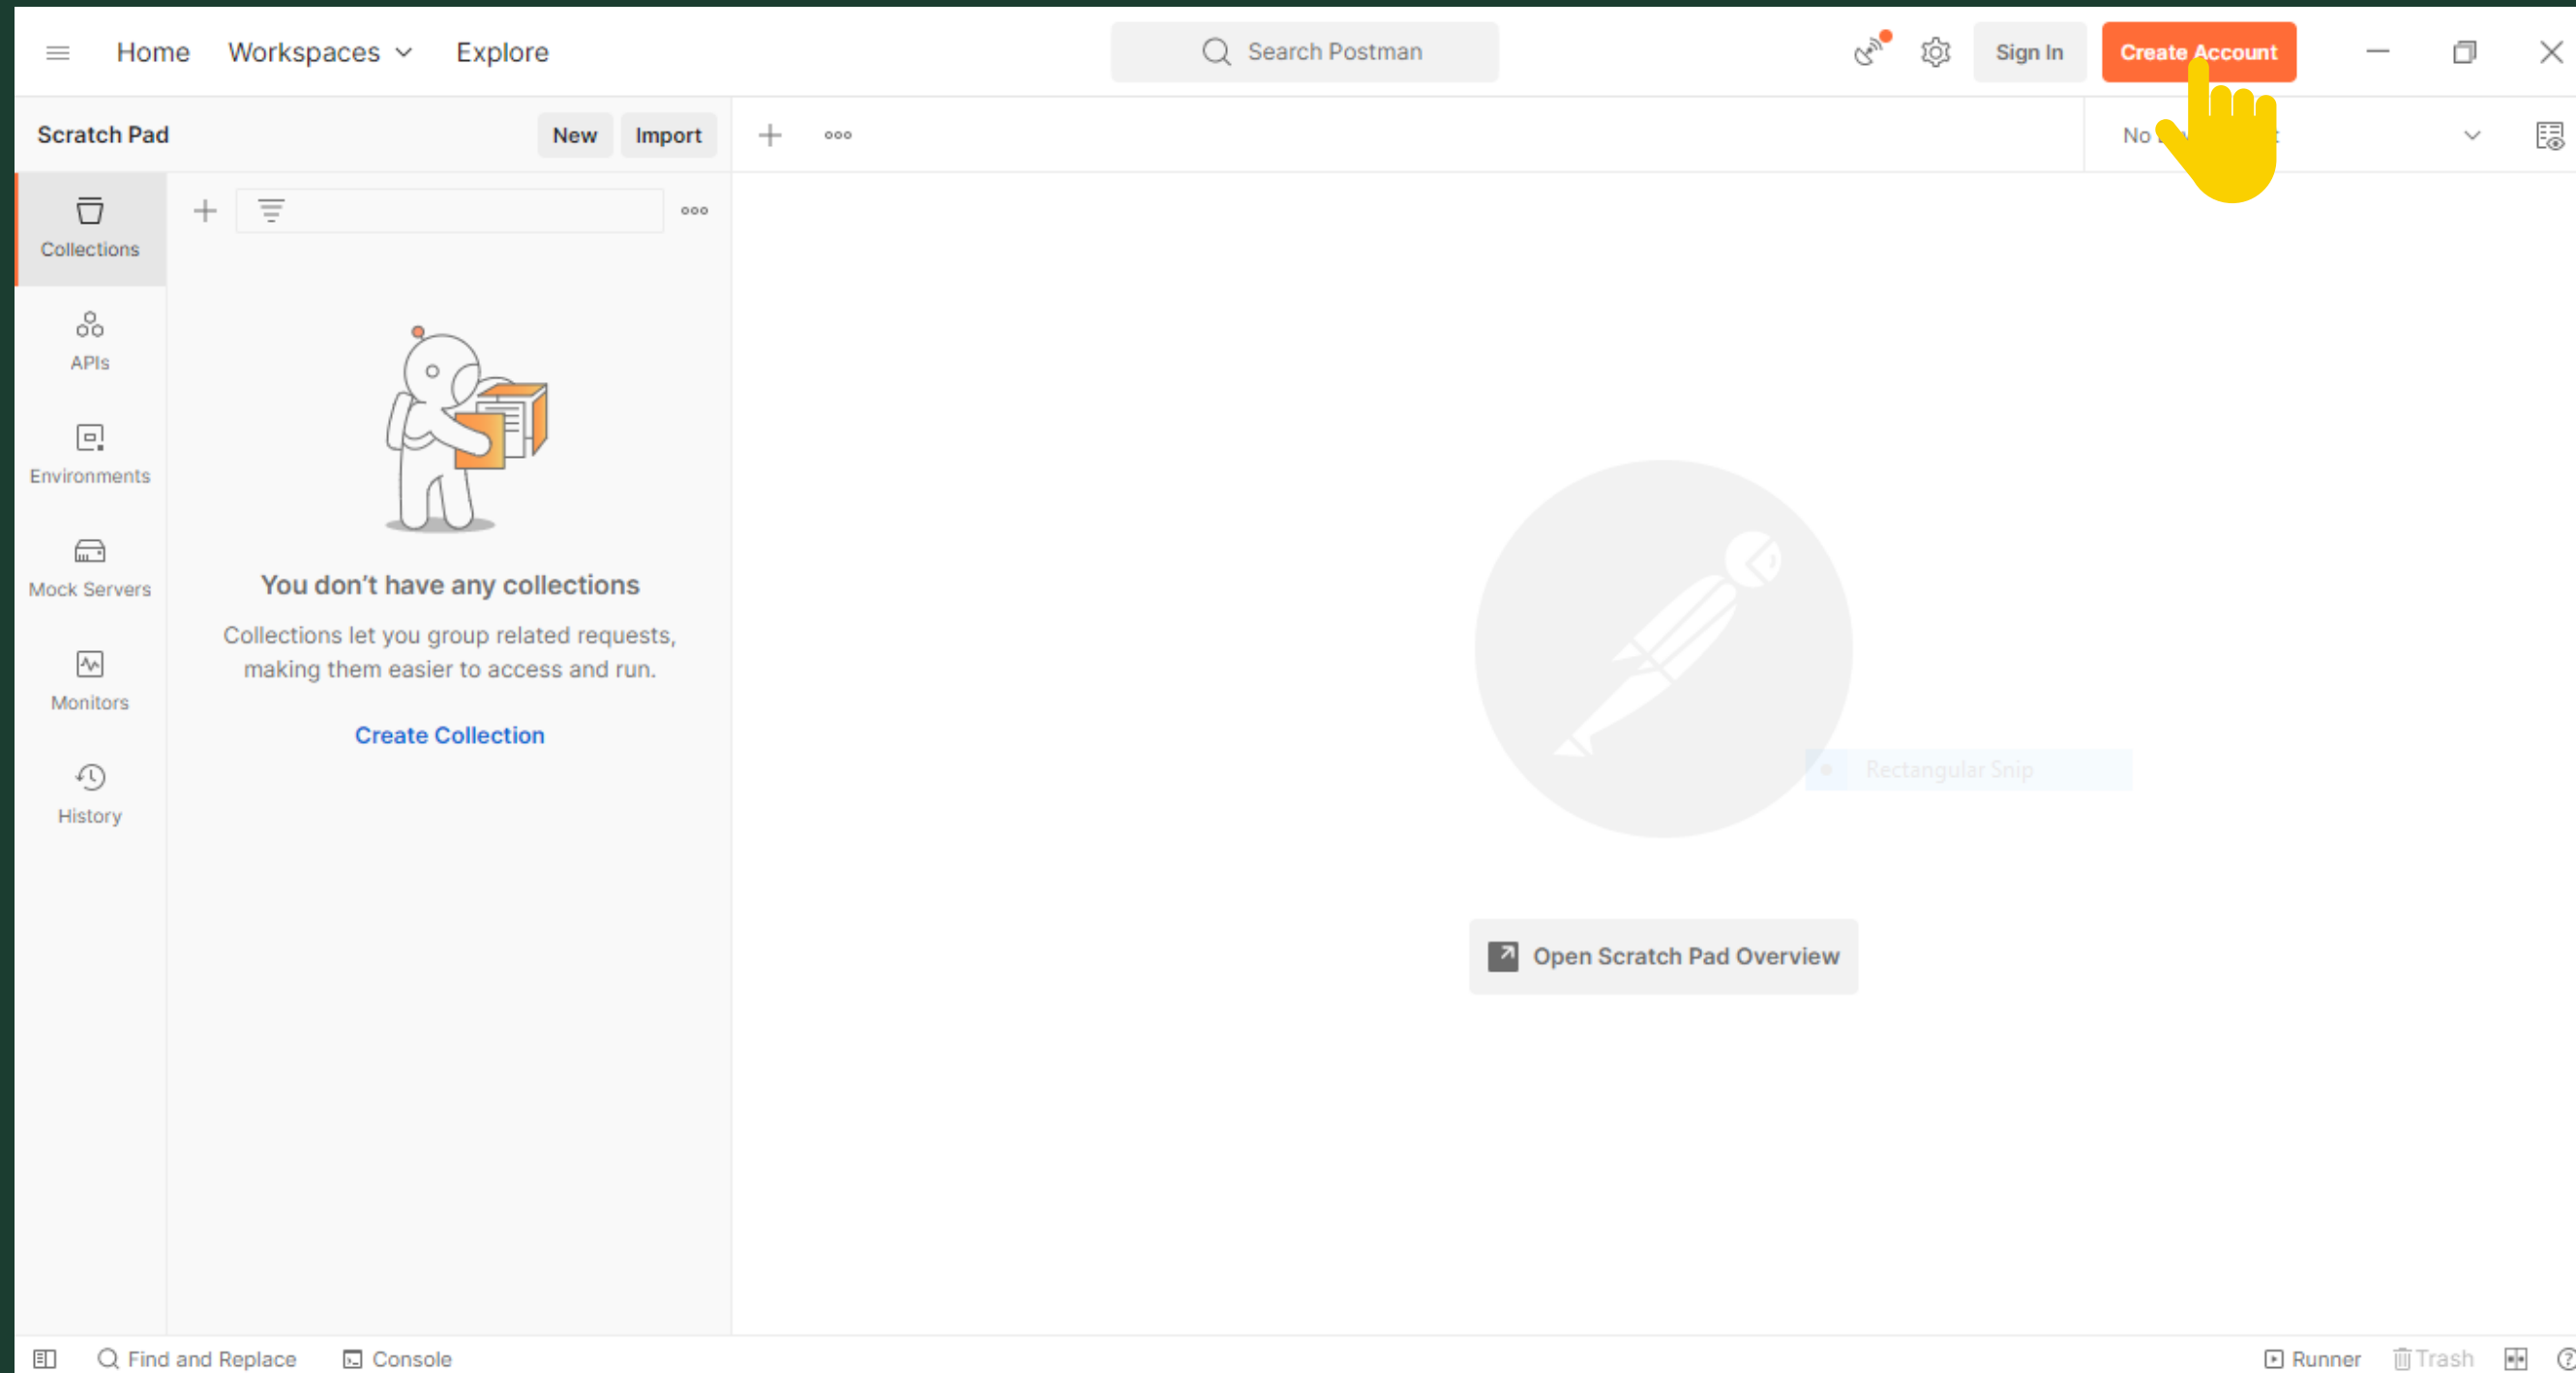 Home Workspaces Explore
Search Postman
Sign In Create Account
Scratch Pad New Import
No
Collections
APIs
Environments
Mock Servers
Monitors
History
You don't have any collections
Collections let you group related requests,
making them easier to access and run.
Create Collection
Rectangular Snip
Open Scratch Pad Overview
Find and Replace Console
Runner Trash